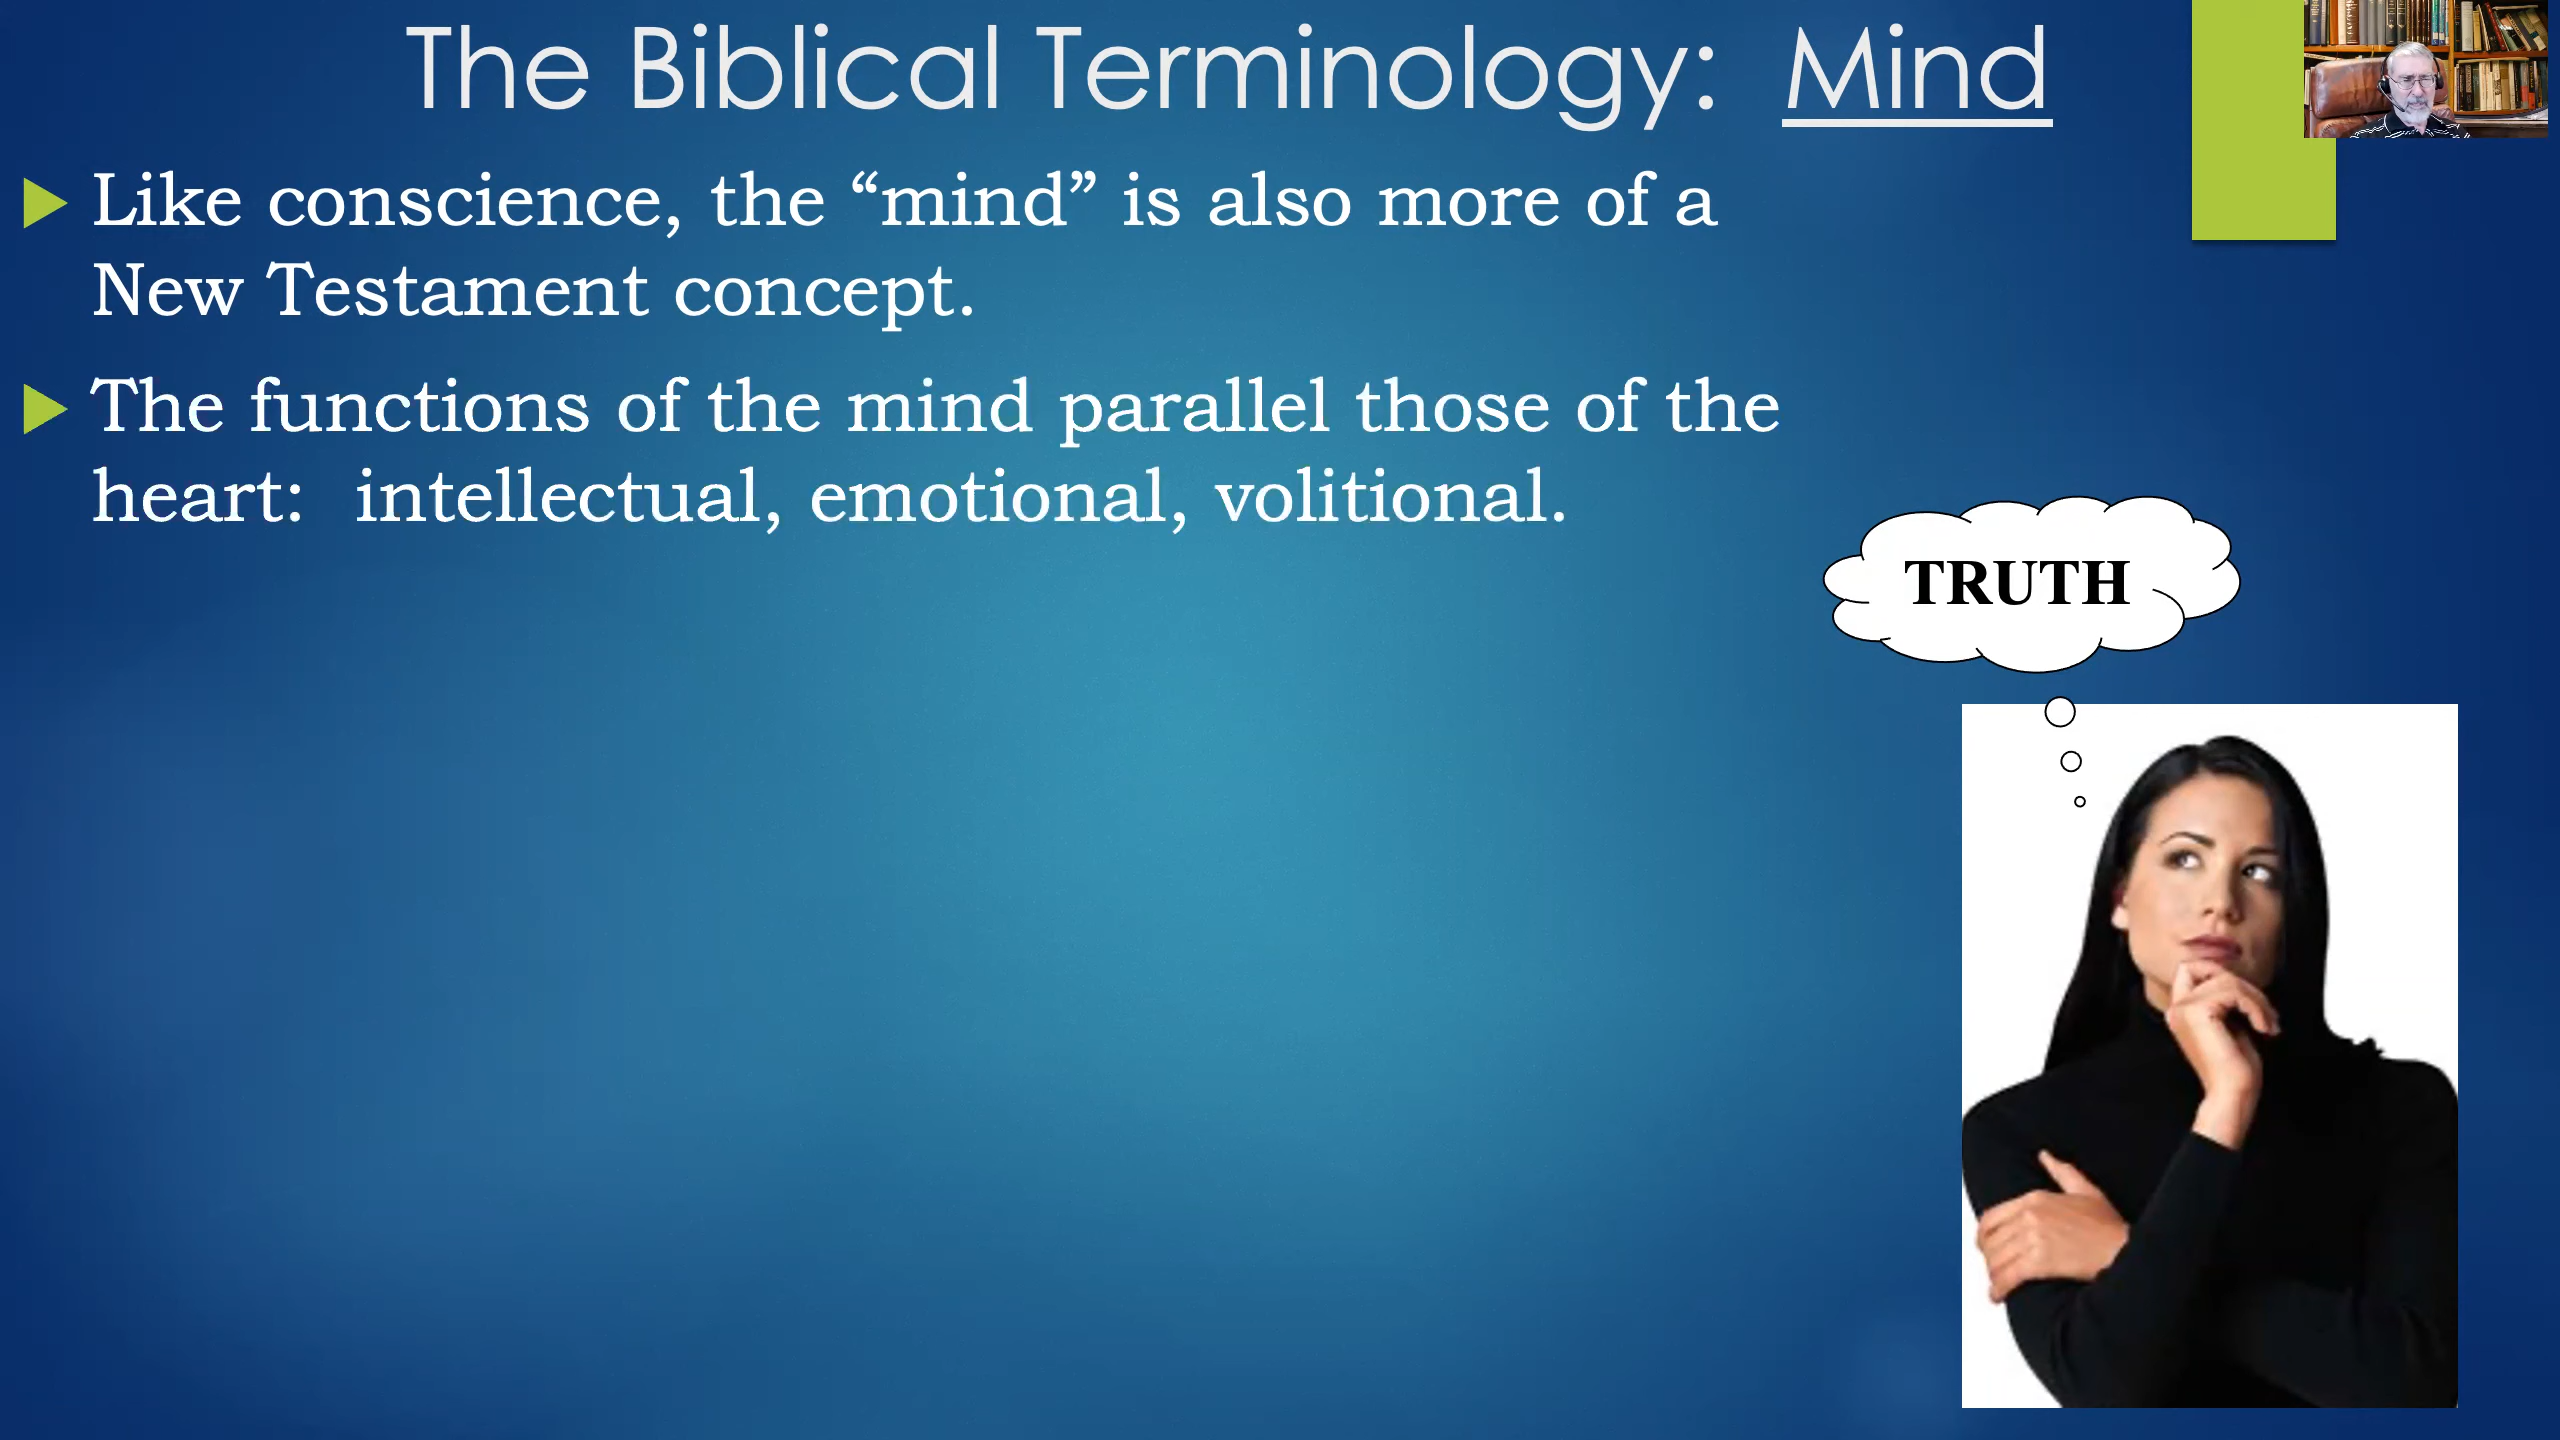 The Biblical Terminology: Mind
Like conscience, the “mind” is also more of a
New Testament concept.
The functions of the mind parallel those of the
heart: intellectual, emotional, volitional.
TRUTH